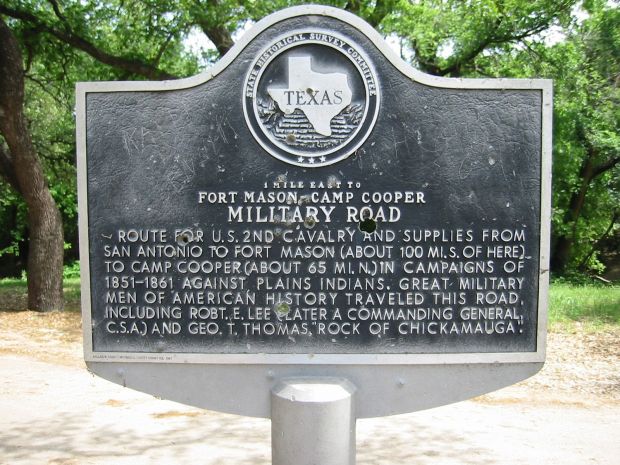 STATE HISTORICAL SURVEY COMMITTEE
TEXAS
1 MILE EAST TO
FORT MASON-CAMP COOPER
MILITARY ROAD
ROUTE FOR U.S. 2ND CAVALRY AND SUPPLIES FROM
SAN ANTONIO TO FORT MASON (ABOUT 100 MI. S. OF HERE)
TO CAMP COOPER (ABOUT 65 MI. N.) IN CAMPAIGNS OF
1851-1861 AGAINST PLAINS INDIANS. GREAT MILITARY
MEN OF AMERICAN HISTORY TRAVELED THIS ROAD,
INCLUDING ROBT. E. LEE (LATER A COMMANDING GENERAL,
C.S.A.) AND GEO. T. THOMAS, "ROCK OF CHICKAMAUGA".